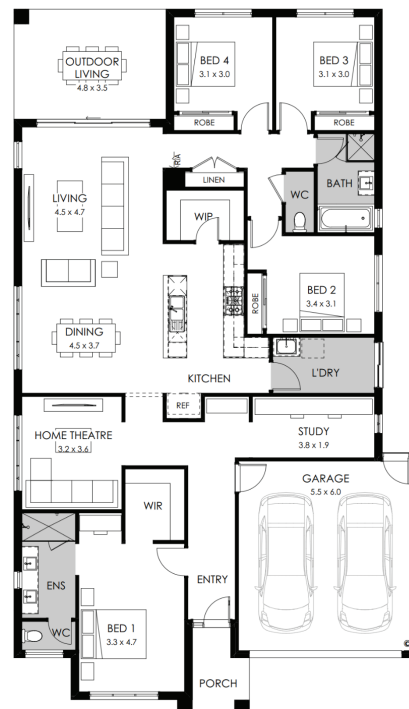 OUTDOOR
LIVING
4.8 x 3.5
BED 4
3.1 x 3.0
BED 3
3.1 x 3.0
ROBE
ROBE
R/A
LINEN
WC
BATH
LIVING
4.5 x 4.7
WIP
BED 2
3.4 x 3.1
ROBE
DINING
4.5 x 3.7
KITCHEN
L'DRY
REF
HOME THEATRE
3.2 x 3.6
STUDY
3.8 x 1.9
GARAGE
5.5 x 6.0
WIR
ENS
ENTRY
WC
BED 1
3.3 x 4.7
PORCH
©